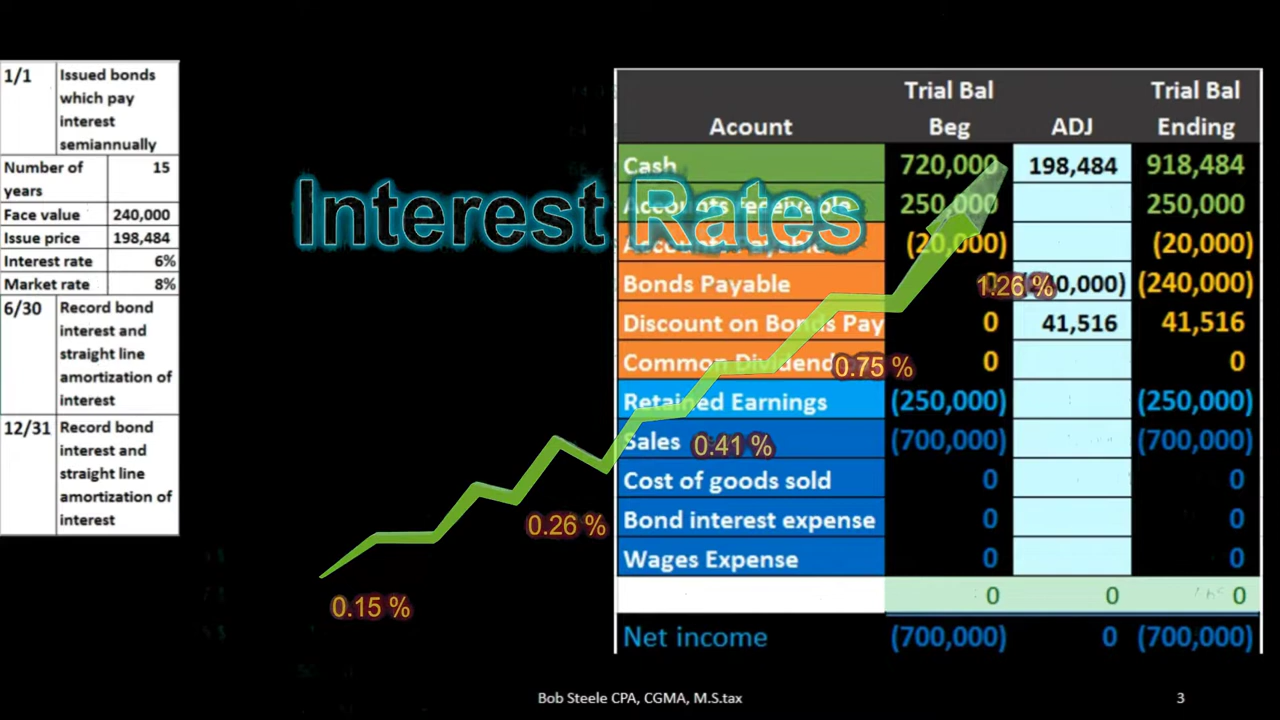 1/1 Issued bonds
which pay
interest
semiannually
Number of 15
years
Face value 240,000
Issue price 198,484
Interest rate 6%
Market rate 8%
6/30 Record bond
interest and
straight line
amortization of
interest
12/31 Record bond
interest and
straight line
amortization of
interest
Interest Rates
0.15 %
0.26 %
0.41 %
0.75 %
1.26 %
Trial Bal Trial Bal
Acount Beg ADJ Ending
Cash 720,000 198,484 918,484
Accounts receivable 250,000 250,000
Accounts Payable (20,000) (20,000)
Bonds Payable (240,000)
Discount on Bonds Pay 0 41,516 41,516
Common Dividend 0 0
Retained Earnings (250,000) (250,000)
Sales (700,000) (700,000)
Cost of goods sold 0 0
Bond interest expense 0 0
Wages Expense 0 0
0 0 0
Net income (700,000) 0 (700,000)
Bob Steele CPA, CGMA, M.S.tax 3